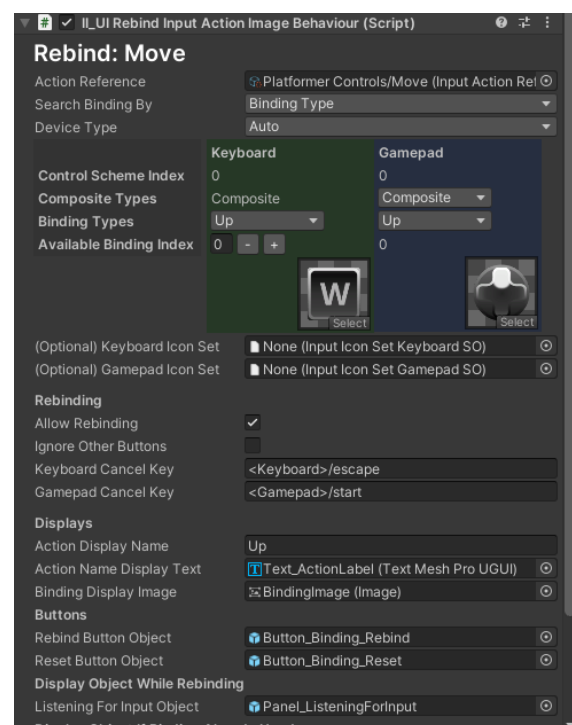 # II_UI Rebind Input Action Image Behaviour (Script)
Rebind: Move
Action Reference Platformer Controls/Move (Input Action Ref
Search Binding By Binding Type
Device Type Auto
Keyboard Gamepad
Control Scheme Index 0 0
Composite Types Composite Composite
Binding Types Up Up
Available Binding Index 0 - + 0
W
Select Select
(Optional) Keyboard Icon Set None (Input Icon Set Keyboard SO)
(Optional) Gamepad Icon Set None (Input Icon Set Gamepad SO)
Rebinding
Allow Rebinding
Ignore Other Buttons
Keyboard Cancel Key <Keyboard>/escape
Gamepad Cancel Key <Gamepad>/start
Displays
Action Display Name Up
Action Name Display Text T Text_ActionLabel (Text Mesh Pro UGUI)
Binding Display Image BindingImage (Image)
Buttons
Rebind Button Object Button_Binding_Rebind
Reset Button Object Button_Binding_Reset
Display Object While Rebinding
Listening For Input Object Panel_ListeningForInput